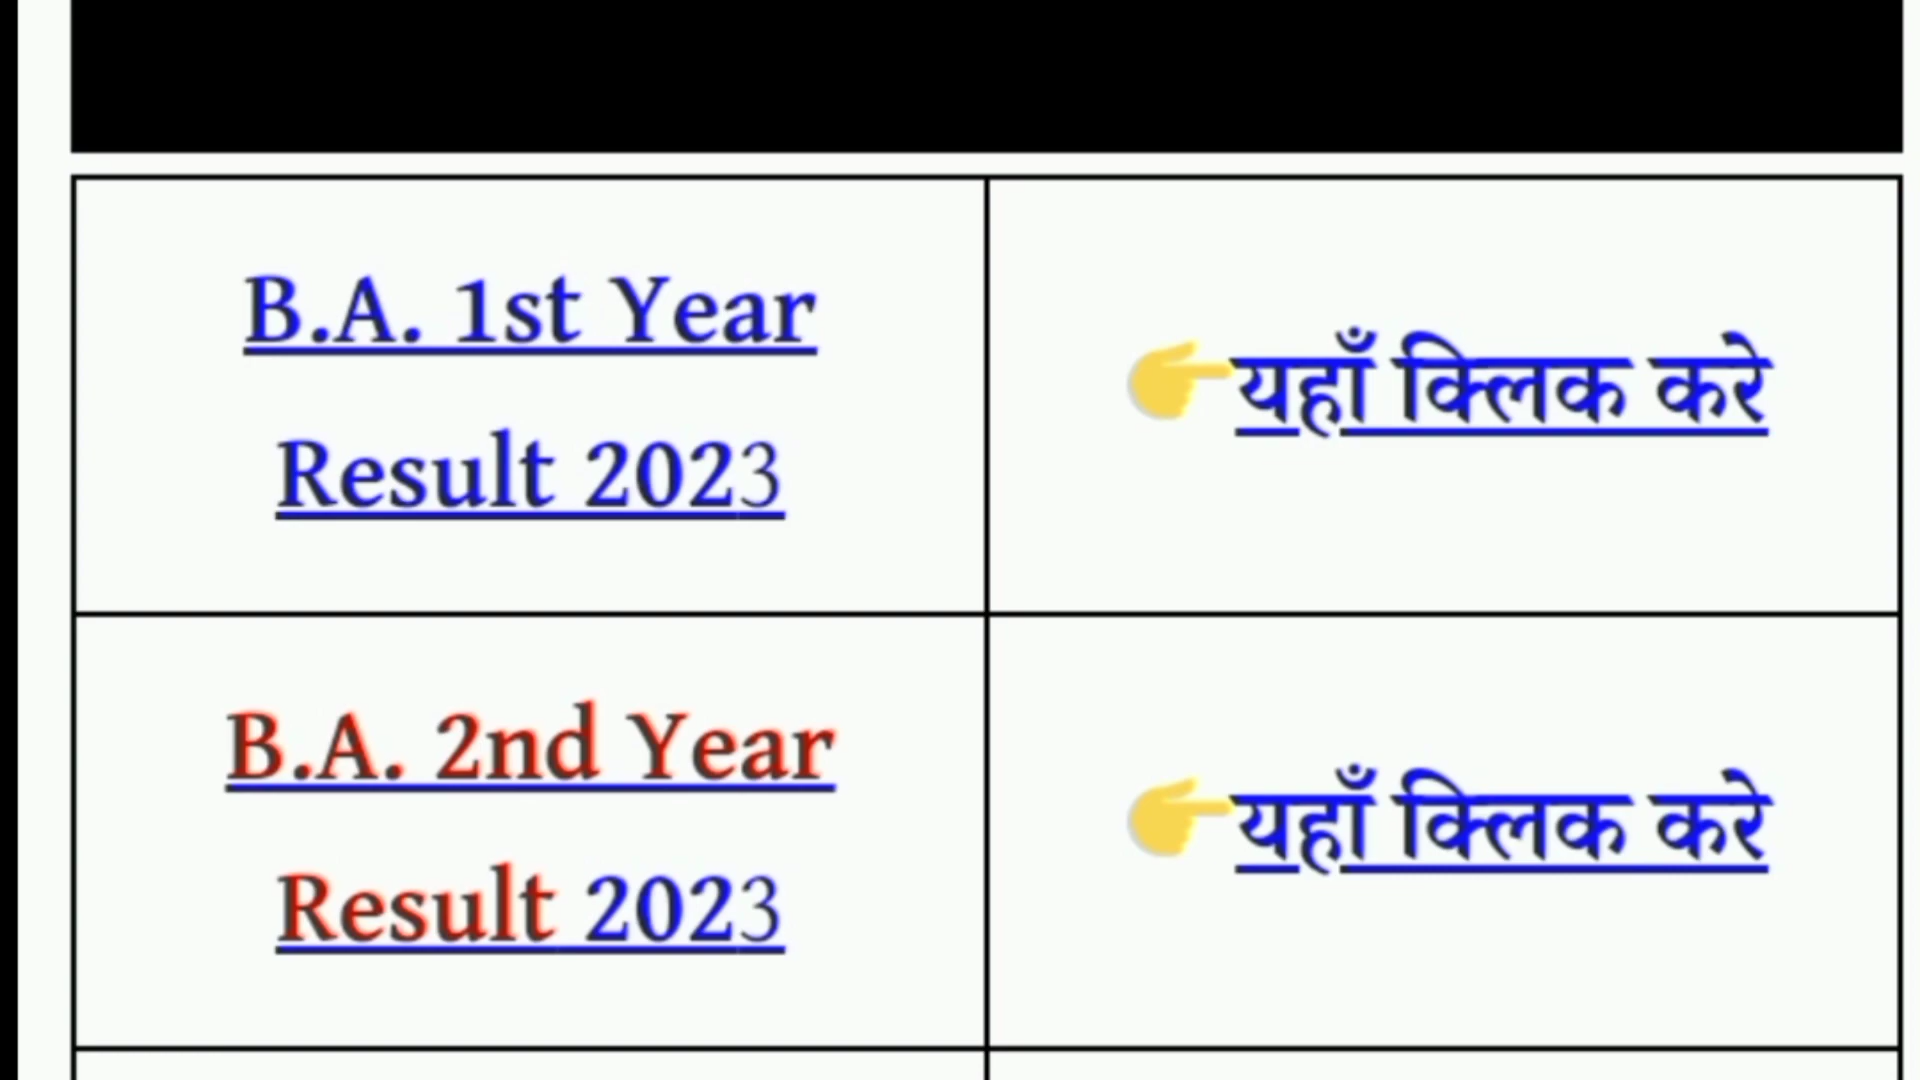 B.A. 1st Year
Result 2023
👉यहाँ क्लिक करे
B.A. 2nd Year
Result 2023
👉यहाँ क्लिक करे